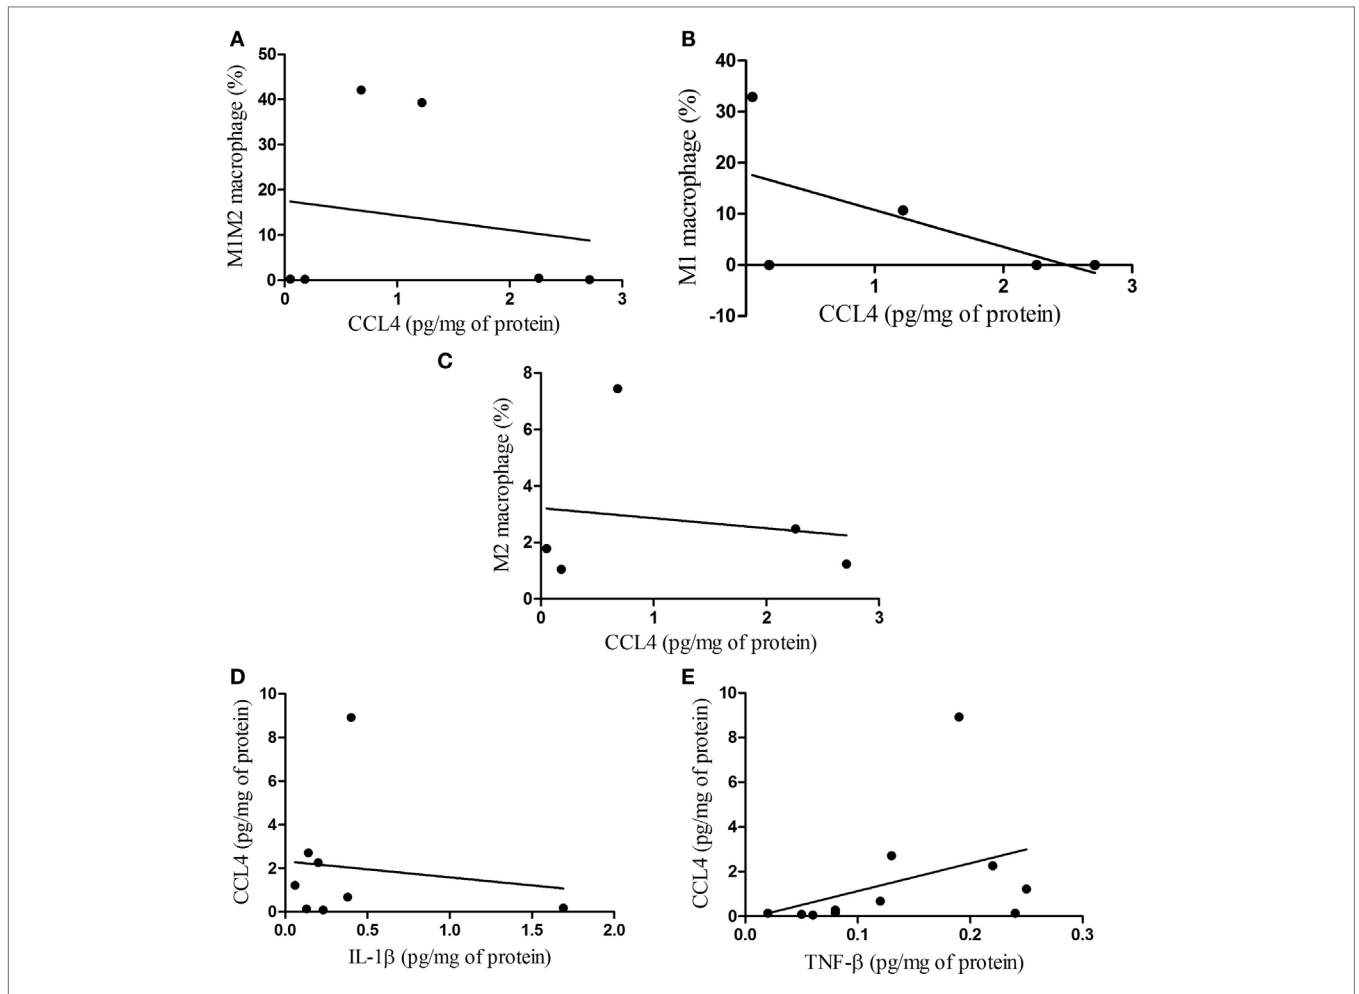 A
M1M2 macrophage (%)
50
40
30
20
10
0
0 1 2 3
CCL4 (pg/mg of protein)
B
M1 macrophage (%)
40
30
20
10
0
-10
1 2 3
CCL4 (pg/mg of protein)
C
M2 macrophage (%)
8
6
4
2
0
0 1 2 3
CCL4 (pg/mg of protein)
D
CCL4 (pg/mg of protein)
10
8
6
4
2
0
0.0 0.5 1.0 1.5 2.0
IL-1β (pg/mg of protein)
E
CCL4 (pg/mg of protein)
10
8
6
4
2
0
0.0 0.1 0.2 0.3
TNF-β (pg/mg of protein)